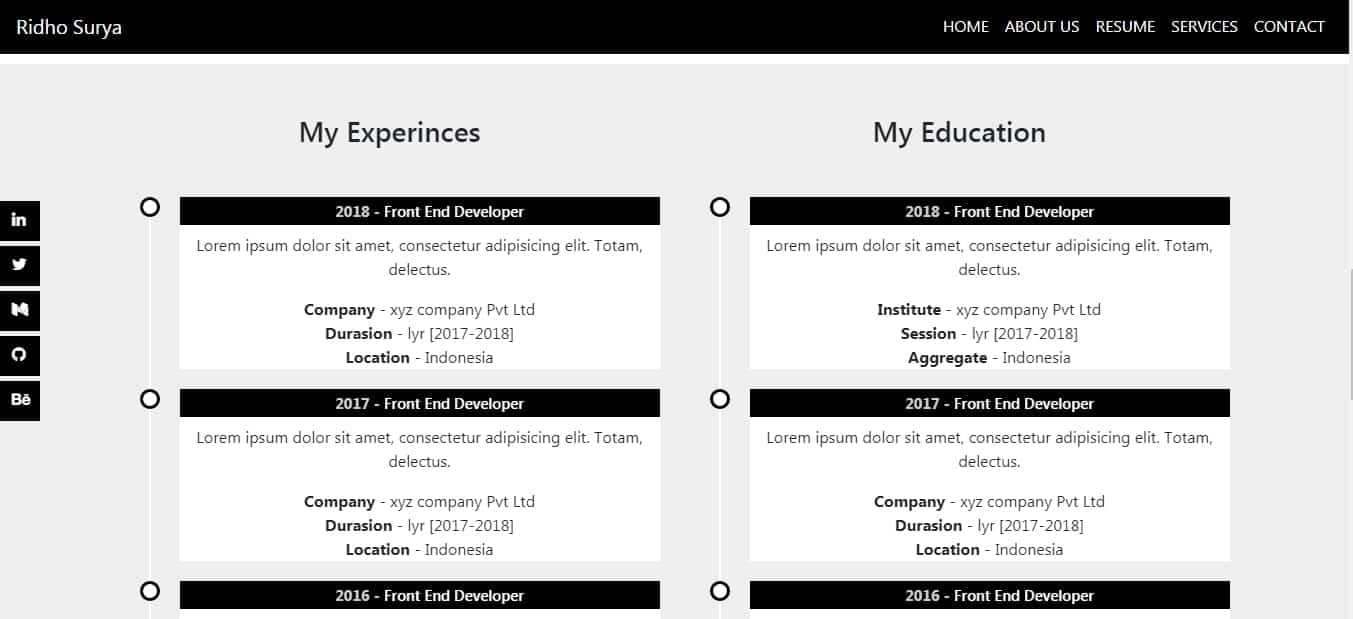 Ridho Surya
HOME ABOUT US RESUME SERVICES CONTACT
My Experinces
2018 - Front End Developer
Lorem ipsum dolor sit amet, consectetur adipisicing elit. Totam,
delectus.
Company - xyz company Pvt Ltd
Durasion - lyr [2017-2018]
Location - Indonesia
2017 - Front End Developer
Lorem ipsum dolor sit amet, consectetur adipisicing elit. Totam,
delectus.
Company - xyz company Pvt Ltd
Durasion - lyr [2017-2018]
Location - Indonesia
2016 - Front End Developer
My Education
2018 - Front End Developer
Lorem ipsum dolor sit amet, consectetur adipisicing elit. Totam,
delectus.
Institute - xyz company Pvt Ltd
Session - lyr [2017-2018]
Aggregate - Indonesia
2017 - Front End Developer
Lorem ipsum dolor sit amet, consectetur adipisicing elit. Totam,
delectus.
Company - xyz company Pvt Ltd
Durasion - lyr [2017-2018]
Location - Indonesia
2016 - Front End Developer
in
Bē